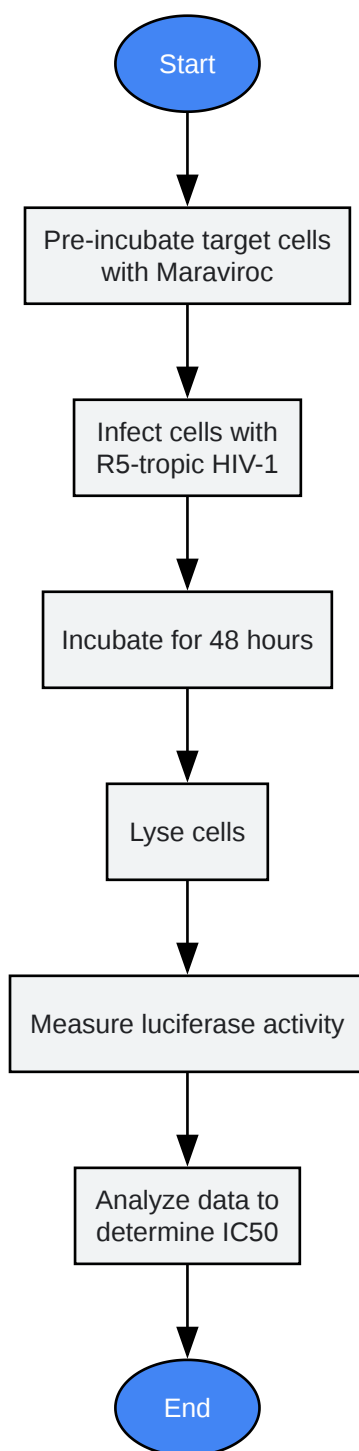 Start
Pre-incubate target cells
with Maraviroc
Infect cells with
R5-tropic HIV-1
Incubate for 48 hours
Lyse cells
Measure luciferase activity
Analyze data to
determine IC50
End